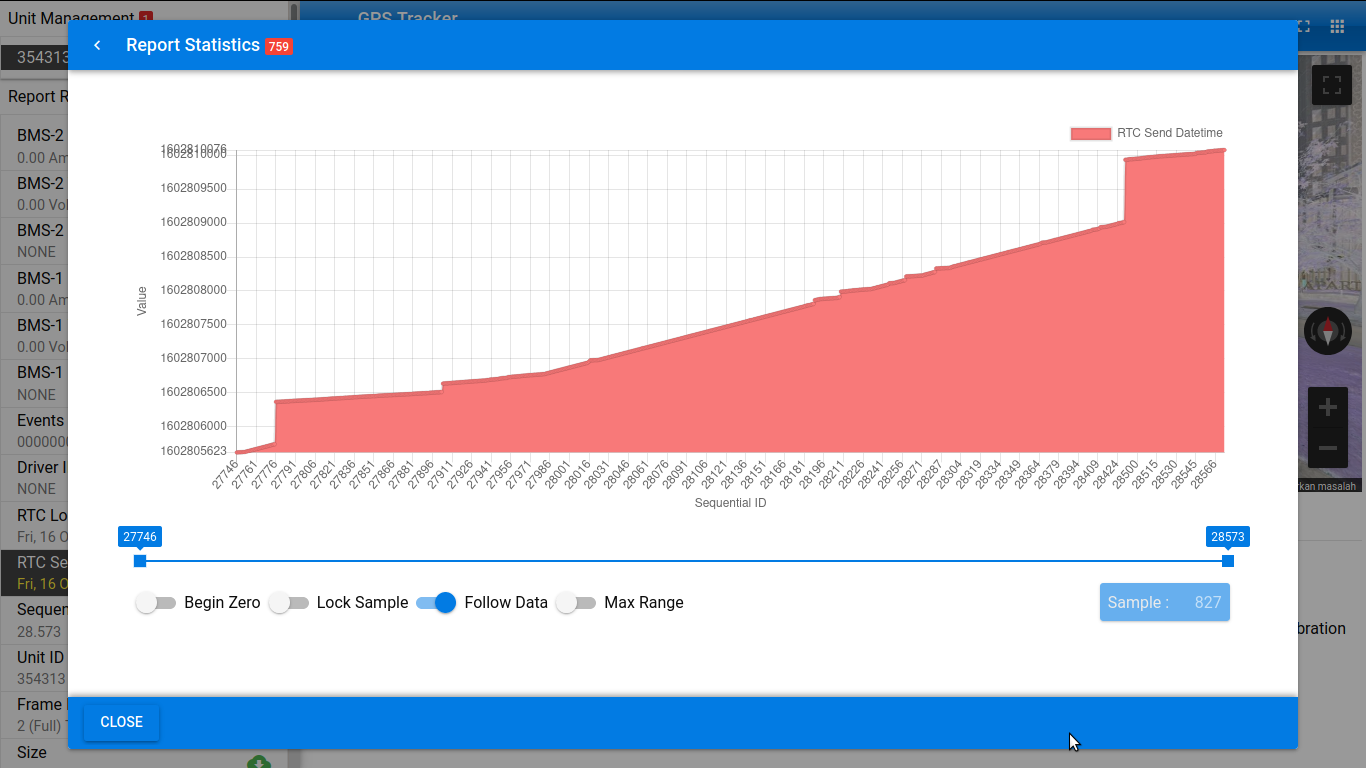 Unit Management 1
GPS Tracker
354313
Report R
BMS-2
0.00 Am
BMS-2
0.00 Vol
BMS-2
NONE
BMS-1
0.00 Am
BMS-1
0.00 Vol
BMS-1
NONE
Events
0000000
Driver I
NONE
RTC Lo
Fri, 16 O
RTC Se
Fri, 16 O
Sequen
28.573
Unit ID
354313
Frame
2 (Full)
Size
Report Statistics 759
RTC Send Datetime
1602810076
1602810000
1602809500
1602809000
1602808500
1602808000
1602807500
1602807000
1602806500
1602806000
1602805623
Value
27746 27761 27776 27791 27806 27821 27836 27851 27866 27881 27896 27911 27926 27941 27956 27971 27986 28001 28016 28031 28046 28061 28076 28091 28106 28121 28136 28151 28166 28181 28196 28211 28226 28241 28256 28271 28287 28304 28319 28334 28349 28364 28379 28394 28409 28424 28500 28515 28530 28545 28566
Sequential ID
27746
28573
Begin Zero Lock Sample Follow Data Max Range
Sample : 827
CLOSE
APART
rkan masalah
bration